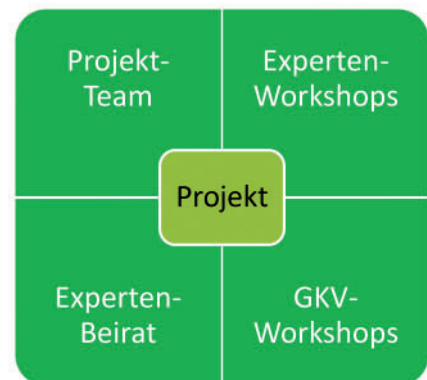 Projekt-
Team
Experten-
Workshops
Projekt
Experten-
Beirat
GKV-
Workshops